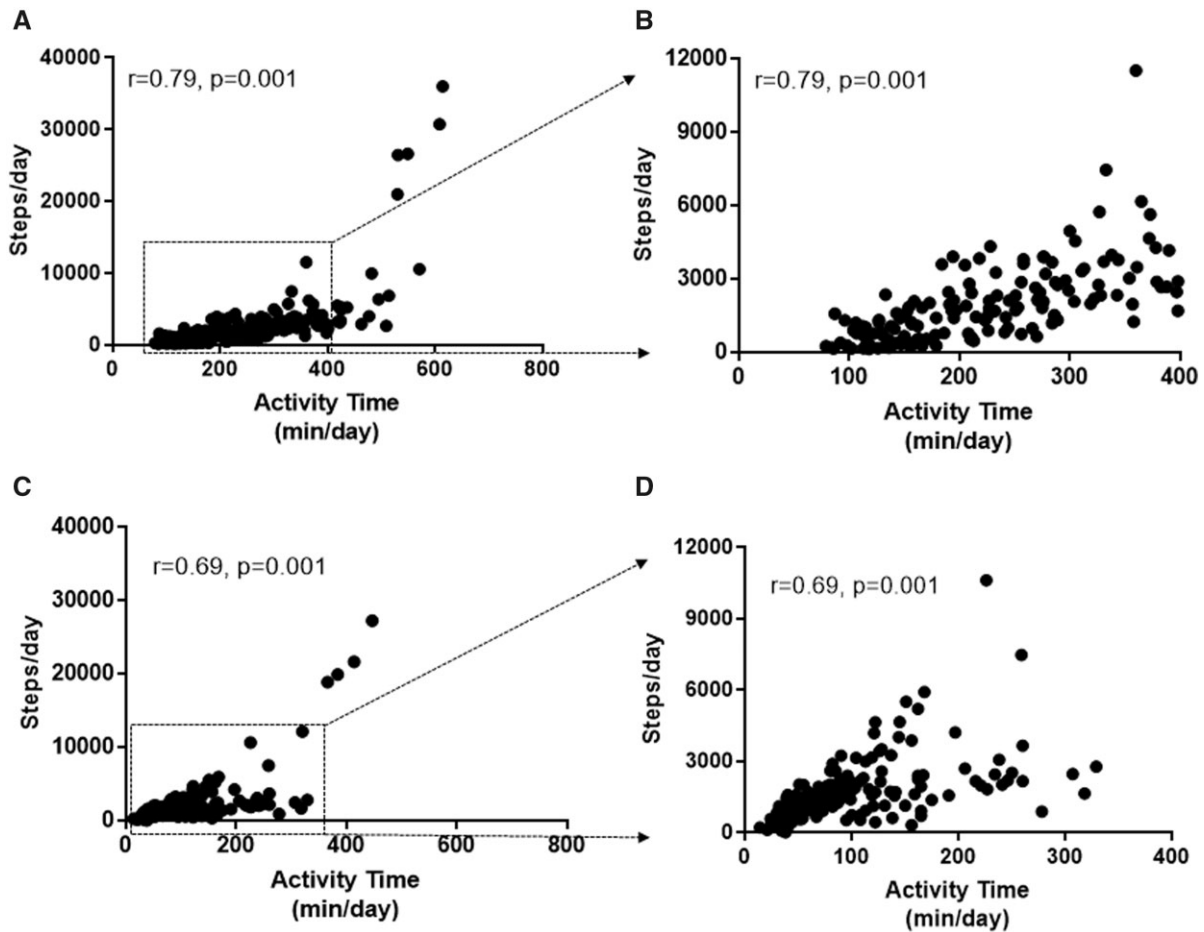 A
40000
30000
20000
10000
0
Steps/day
r=0.79, p=0.001
0 200 400 600 800
Activity Time
(min/day)
B
12000
9000
6000
3000
0
Steps/day
r=0.79, p=0.001
0 100 200 300 400
Activity Time
(min/day)
C
40000
30000
20000
10000
0
Steps/day
r=0.69, p=0.001
0 200 400 600 800
Activity Time
(min/day)
D
12000
9000
6000
3000
0
Steps/day
r=0.69, p=0.001
0 100 200 300 400
Activity Time
(min/day)